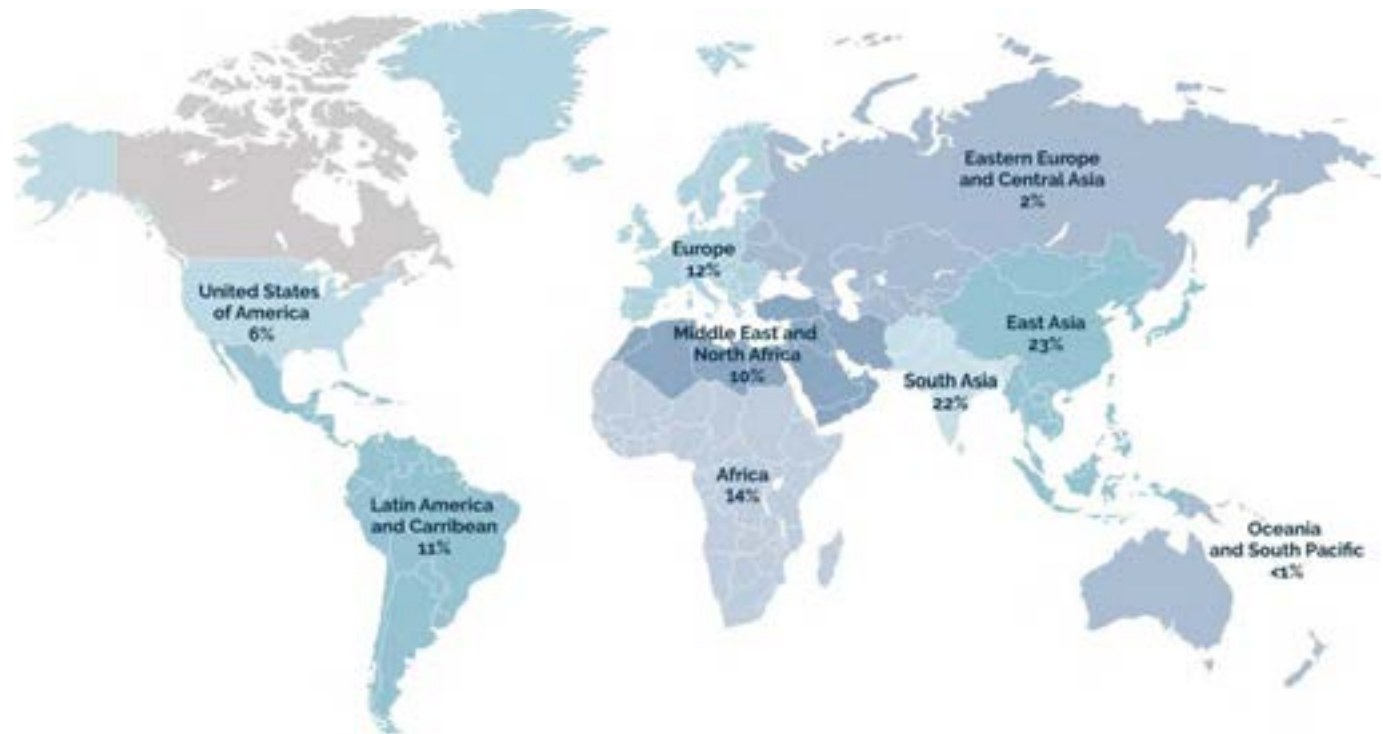 Eastern Europe
and Central Asia
2%
Europe
12%
United States
of America
6%
Middle East and
North Africa
10%
East Asia
23%
South Asia
22%
Africa
14%
Latin America
and Carribean
11%
Oceania
and South Pacific
<1%